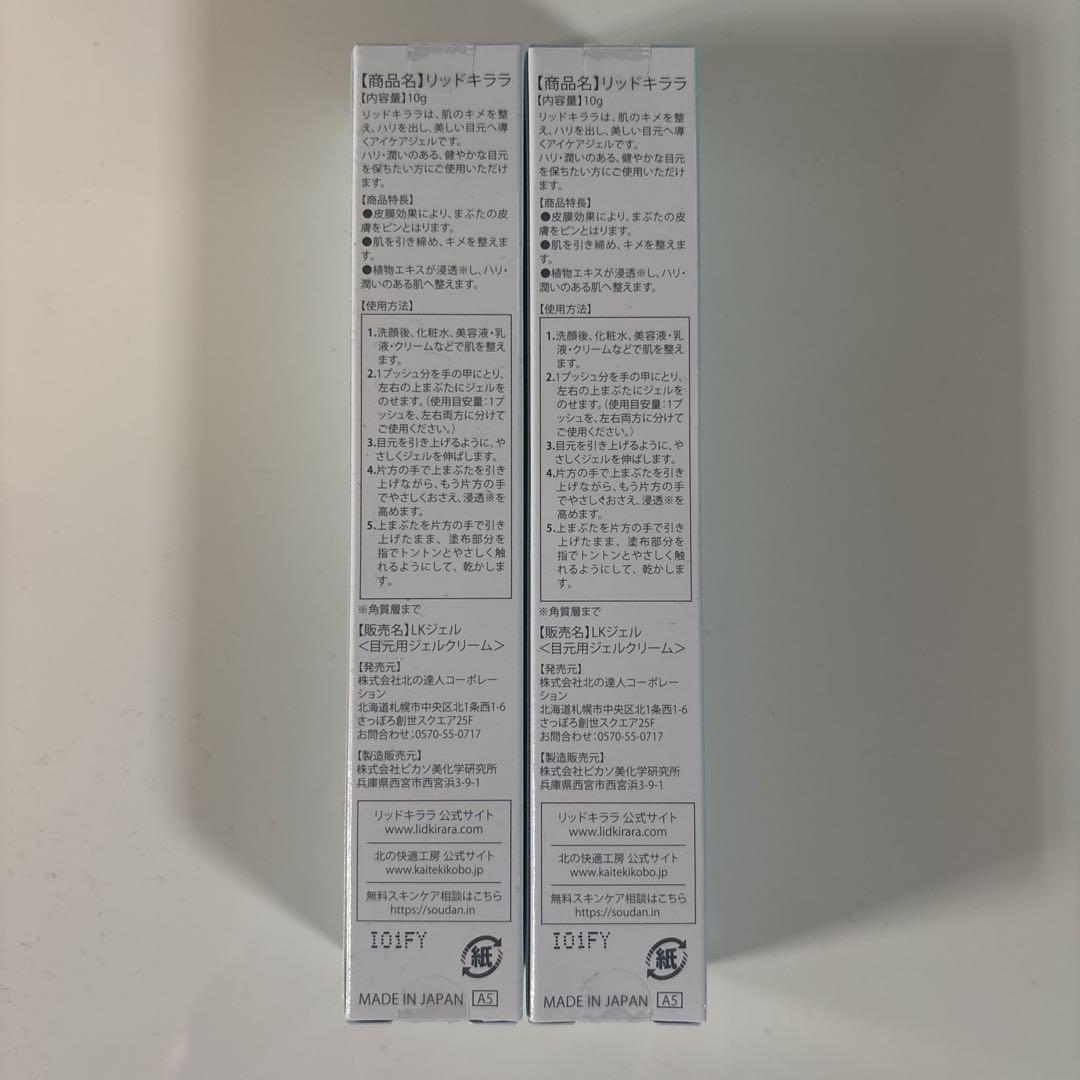 【商品名】リッドキララ
【内容量】10g
リッドキララは、肌のキメを整
え、ハリを出し、美しい目元へ導
くアイケアジェルです。
ハリ・潤いのある、健やかな目元
を保ちたい方にご使用いただけ
ます。
【商品特長】
●皮膜効果により、まぶたの皮
膚をピンとはります。
●肌を引き締め、キメを整えま
す。
●植物エキスが浸透※し、ハリ・
潤いのある肌へ整えます。
【使用方法】
1.洗顔後、化粧水、美容液・乳
液・クリームなどで肌を整え
ます。
2.1プッシュ分を手の甲にとり、
左右の上まぶたにジェルを
のせます。(使用目安量：1プ
ッシュを、左右両方に分けて
ご使用ください。)
3.目元を引き上げるように、や
さしくジェルを伸ばします。
4.片方の手で上まぶたを引き
上げながら、もう片方の手
でやさしくおさえ、浸透※を
高めます。
5.上まぶたを片方の手で引き
上げたまま、塗布部分を
指でトントンとやさしく触
れるようにして、乾かしま
す。
※角質層まで
【販売名】LKジェル
＜目元用ジェルクリーム＞
【発売元】
株式会社北の達人コーポレー
ション
北海道札幌市中央区北1条西1-6
さっぽろ創世スクエア25F
お問合わせ：0570-55-0717
【製造販売元】
株式会社ピカソ美化学研究所
兵庫県西宮市西宮浜3-9-1
リッドキララ 公式サイト
www.lidkirara.com
北の快適工房 公式サイト
www.kaitekikobo.jp
無料スキンケア相談はこちら
https://soudan.in
IOiFY
紙
MADE IN JAPAN A5
【商品名】リッドキララ
【内容量】10g
リッドキララは、肌のキメを整
え、ハリを出し、美しい目元へ導
くアイケアジェルです。
ハリ・潤いのある、健やかな目元
を保ちたい方にご使用いただけ
ます。
【商品特長】
●皮膜効果により、まぶたの皮
膚をピンとはります。
●肌を引き締め、キメを整えま
す。
●植物エキスが浸透※し、ハリ・
潤いのある肌へ整えます。
【使用方法】
1.洗顔後、化粧水、美容液・乳
液・クリームなどで肌を整え
ます。
2.1プッシュ分を手の甲にとり、
左右の上まぶたにジェルを
のせます。(使用目安量：1プ
ッシュを、左右両方に分けて
ご使用ください。)
3.目元を引き上げるように、や
さしくジェルを伸ばします。
4.片方の手で上まぶたを引き
上げながら、もう片方の手
でやさしくおさえ、浸透※を
高めます。
5.上まぶたを片方の手で引き
上げたまま、塗布部分を
指でトントンとやさしく触
れるようにして、乾かしま
す。
※角質層まで
【販売名】LKジェル
＜目元用ジェルクリーム＞
【発売元】
株式会社北の達人コーポレー
ション
北海道札幌市中央区北1条西1-6
さっぽろ創世スクエア25F
お問合わせ：0570-55-0717
【製造販売元】
株式会社ピカソ美化学研究所
兵庫県西宮市西宮浜3-9-1
リッドキララ 公式サイト
www.lidkirara.com
北の快適工房 公式サイト
www.kaitekikobo.jp
無料スキンケア相談はこちら
https://soudan.in
IOiFY
紙
MADE IN JAPAN A5